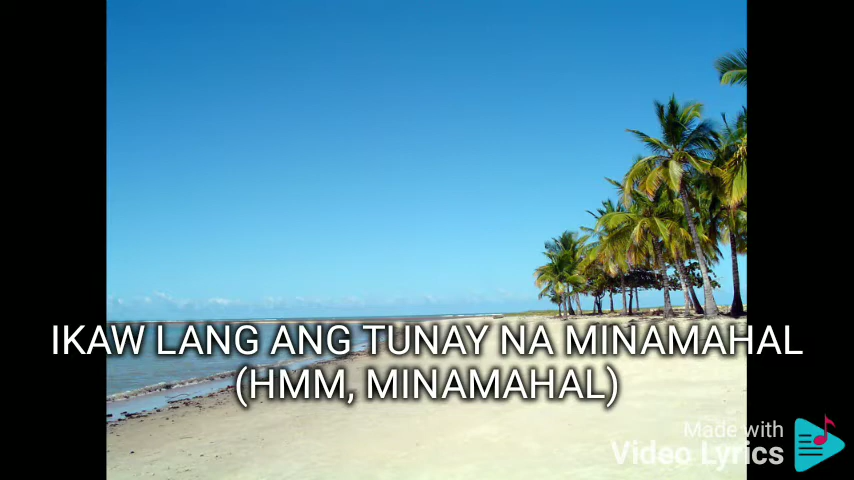 IKAW LANG ANG TUNAY NA MINAMAHAL
(HMM, MINAMAHAL)
Made with
Video Lyrics